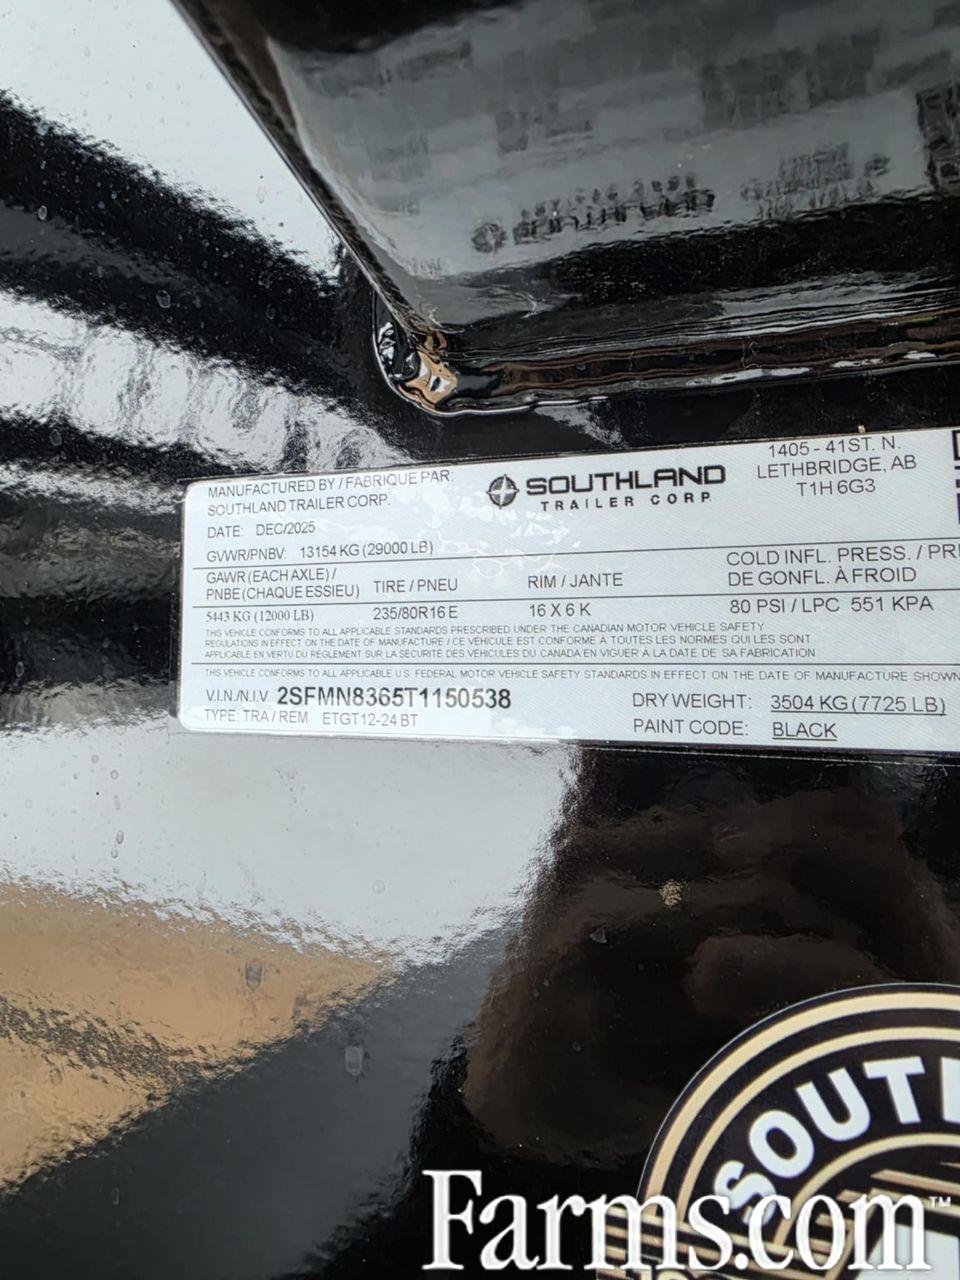 MANUFACTURED BY / FABRIQUE PAR:
SOUTHLAND TRAILER CORP.
SOUTHLAND
TRAILER CORP.
1405 - 41ST. N.
LETHBRIDGE, AB
T1H 6G3
DATE: DEC/2025
GVWR/PNBV: 13154 KG (29000 LB)
GAWR (EACH AXLE) /
PNBE (CHAQUE ESSIEU)
TIRE / PNEU
RIM / JANTE
COLD INFL. PRESS. / PR
DE GONFL. À FROID
5443 KG (12000 LB) 235/80R16 E 16 X 6 K 80 PSI / LPC 551 KPA
THIS VEHICLE CONFORMS TO ALL APPLICABLE STANDARDS PRESCRIBED UNDER THE CANADIAN MOTOR VEHICLE SAFETY
REGULATIONS IN EFFECT ON THE DATE OF MANUFACTURE / CE VÉHICULE EST CONFORME À TOUTES LES NORMES QUI LES SONT
APPLICABLE EN VERTU DU RÉGLEMENT SUR LA SÉCURITÉ DES VÉHICULES DU CANADA EN VIGUER À LA DATE DE SA FABRICATION
THIS VEHICLE CONFORMS TO ALL APPLICABLE U.S. FEDERAL MOTOR VEHICLE SAFETY STANDARDS IN EFFECT ON THE DATE OF MANUFACTURE SHOWN
V.I.N./N.I.V. 2SFMN8365T1150538
DRY WEIGHT: 3504 KG (7725 LB)
TYPE: TRA / REM ETGT12-24 BT
PAINT CODE: BLACK
SOUTH
Farms.com™